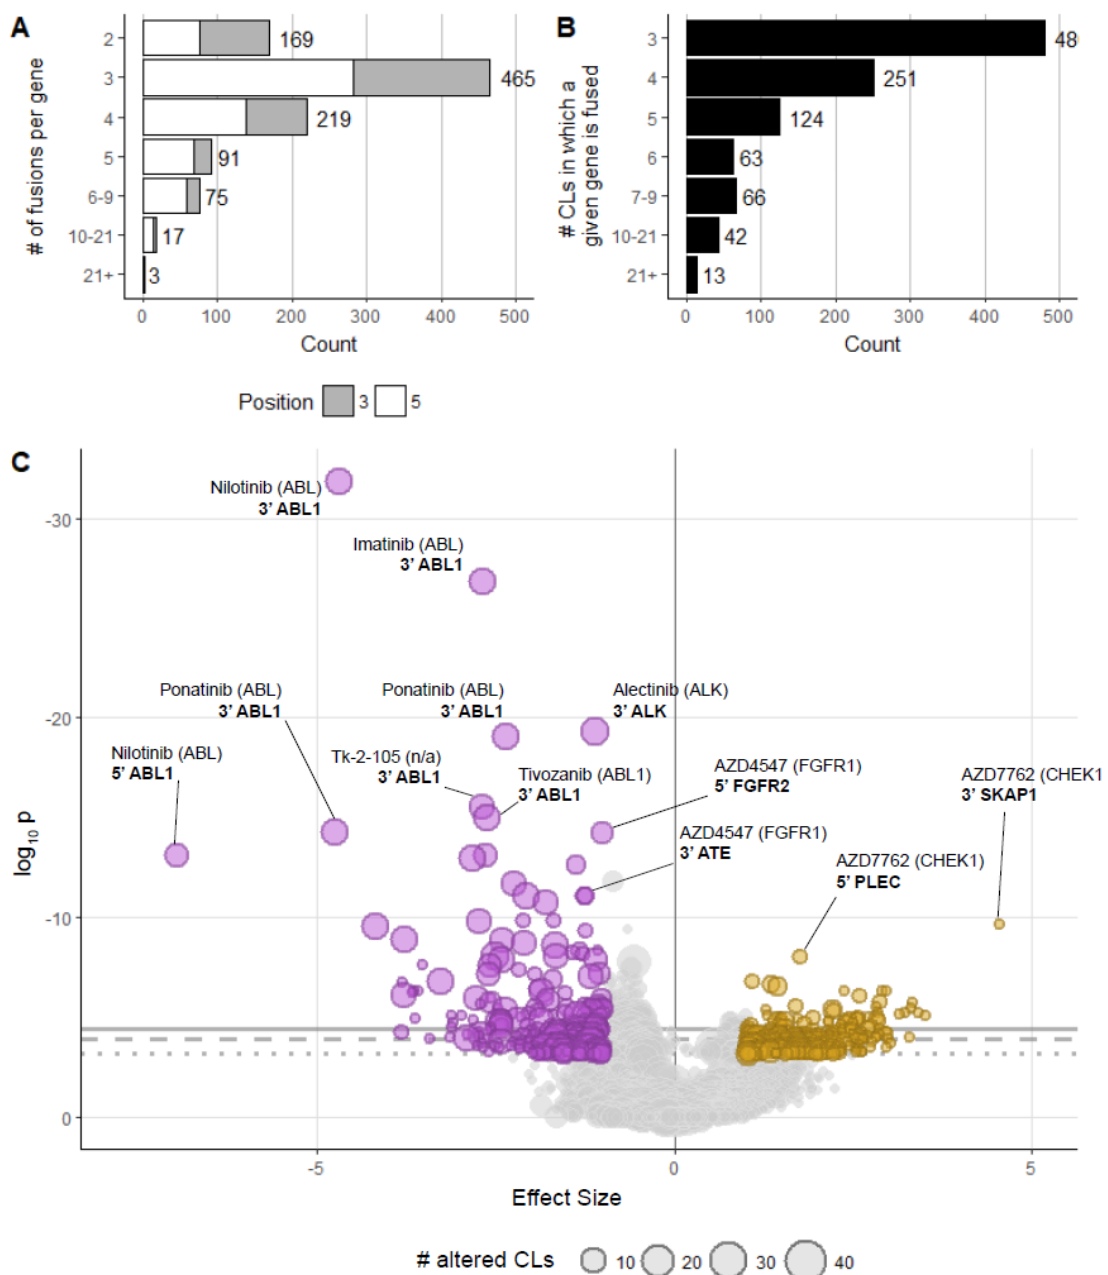 A
# of fusions per gene
2
3
4
5
6-9
10-21
21+
169
465
219
91
75
17
3
0
100
200
300
400
500
Count
Position 3 5
B
# CLs in which a
given gene is fused
3
4
5
6
7-9
10-21
21+
48
251
124
63
66
42
13
0
100
200
300
400
500
Count
C
log10 p
-30
-20
-10
0
Nilotinib (ABL)
3’ ABL1
Imatinib (ABL)
3’ ABL1
Ponatinib (ABL)
3’ ABL1
Ponatinib (ABL)
3’ ABL1
Alectinib (ALK)
3’ ALK
Nilotinib (ABL)
5’ ABL1
Tk-2-105 (n/a)
3’ ABL1
Tivozanib (ABL1)
3’ ABL1
AZD4547 (FGFR1)
5’ FGFR2
AZD7762 (CHEK1
3’ SKAP1
AZD4547 (FGFR1)
3’ ATE
AZD7762 (CHEK1)
5’ PLEC
-5
0
5
Effect Size
# altered CLs 10 20 30 40